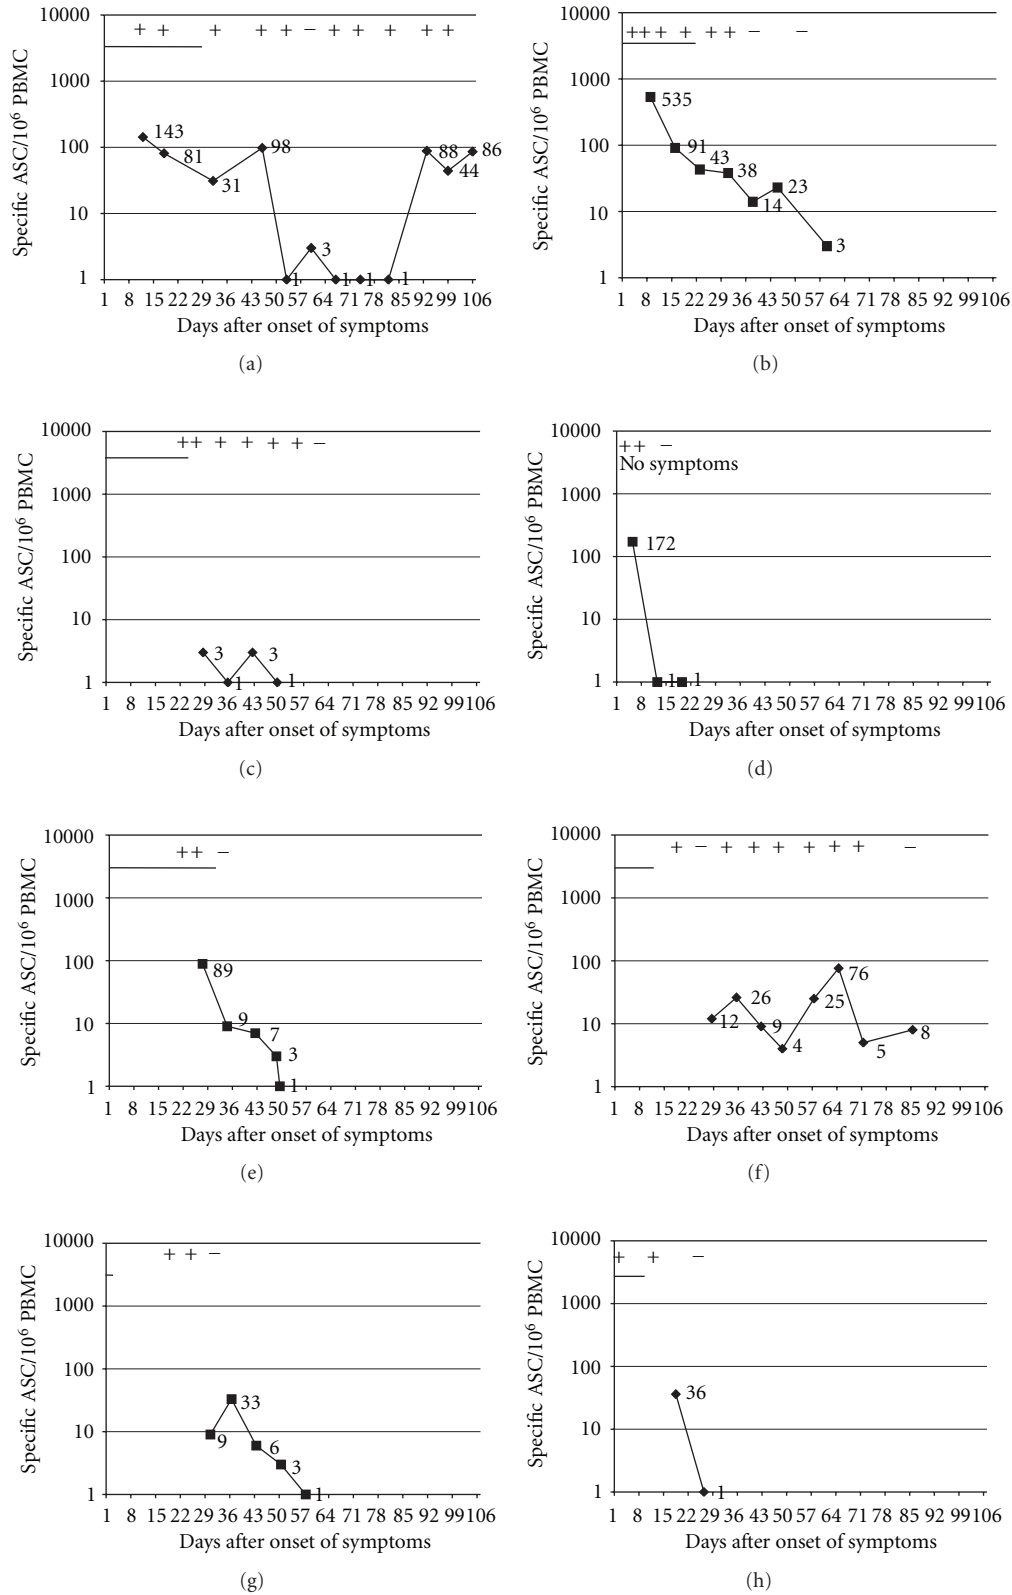 10000
+ + + + + − + + + + +
1000
100
10
1
143
81
31
98
1
3
1
1
1
88
44
86
1 8 15 22 29 36 43 50 57 64 71 78 85 92 99 106
Specific ASC/10⁶ PBMC
Days after onset of symptoms
(a)
10000
++ + + + + − −
1000
100
10
1
535
91
43
38
14
23
3
1 8 15 22 29 36 43 50 57 64 71 78 85 92 99 106
Specific ASC/10⁶ PBMC
Days after onset of symptoms
(b)
10000
++ + + + + −
1000
100
10
1
3
1
3
1
1 8 15 22 29 36 43 50 57 64 71 78 85 92 99 106
Specific ASC/10⁶ PBMC
Days after onset of symptoms
(c)
10000
++ −
No symptoms
1000
100
10
1
172
1
1
1 8 15 22 29 36 43 50 57 64 71 78 85 92 99 106
Specific ASC/10⁶ PBMC
Days after onset of symptoms
(d)
10000
++ −
1000
100
10
1
89
9
7
3
1
1 8 15 22 29 36 43 50 57 64 71 78 85 92 99 106
Specific ASC/10⁶ PBMC
Days after onset of symptoms
(e)
10000
+ − + + + + + + −
1000
100
10
1
12
26
9
4
25
76
5
8
1 8 15 22 29 36 43 50 57 64 71 78 85 92 99 106
Specific ASC/10⁶ PBMC
Days after onset of symptoms
(f)
10000
+ + −
1000
100
10
1
9
33
6
3
1
1 8 15 22 29 36 43 50 57 64 71 78 85 92 99 106
Specific ASC/10⁶ PBMC
Days after onset of symptoms
(g)
10000
+ + −
1000
100
10
1
36
1
1 8 15 22 29 36 43 50 57 64 71 78 85 92 99 106
Specific ASC/10⁶ PBMC
Days after onset of symptoms
(h)